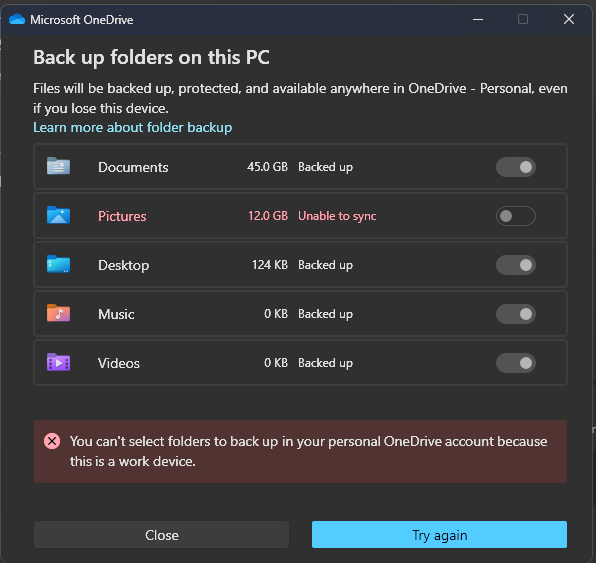 Microsoft OneDrive
Back up folders on this PC
Files will be backed up, protected, and available anywhere in OneDrive - Personal, even
if you lose this device.
Learn more about folder backup
Documents 45.0 GB Backed up
Pictures 12.0 GB Unable to sync
Desktop 124 KB Backed up
Music 0 KB Backed up
Videos 0 KB Backed up
You can't select folders to back up in your personal OneDrive account because
this is a work device.
Close Try again